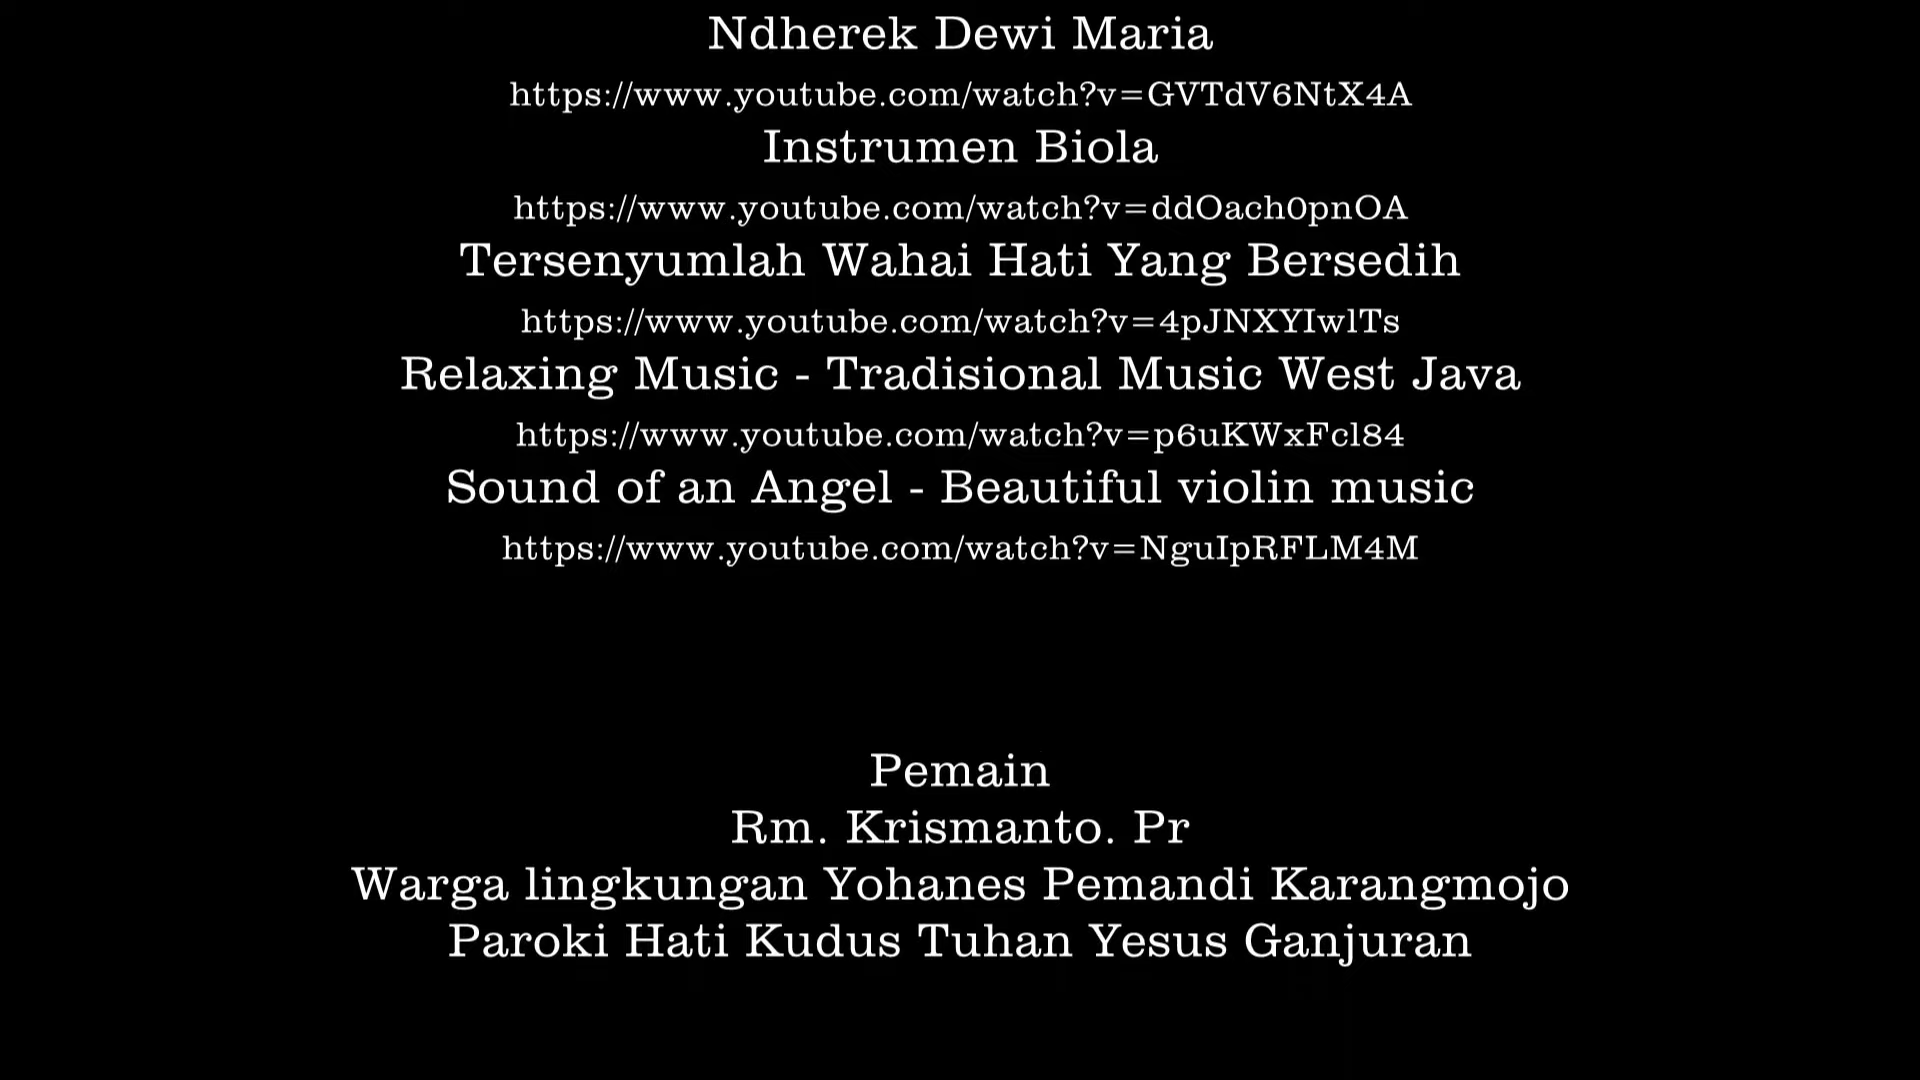 Ndherek Dewi Maria
https://www.youtube.com/watch?v=GVTdV6NtX4A
Instrumen Biola
https://www.youtube.com/watch?v=ddOach0pnOA
Tersenyumlah Wahai Hati Yang Bersedih
https://www.youtube.com/watch?v=4pJNXYIwlTs
Relaxing Music - Tradisional Music West Java
https://www.youtube.com/watch?v=p6uKWxFcl84
Sound of an Angel - Beautiful violin music
https://www.youtube.com/watch?v=NguIpRFLM4M
Pemain
Rm. Krismanto. Pr
Warga lingkungan Yohanes Pemandi Karangmojo
Paroki Hati Kudus Tuhan Yesus Ganjuran